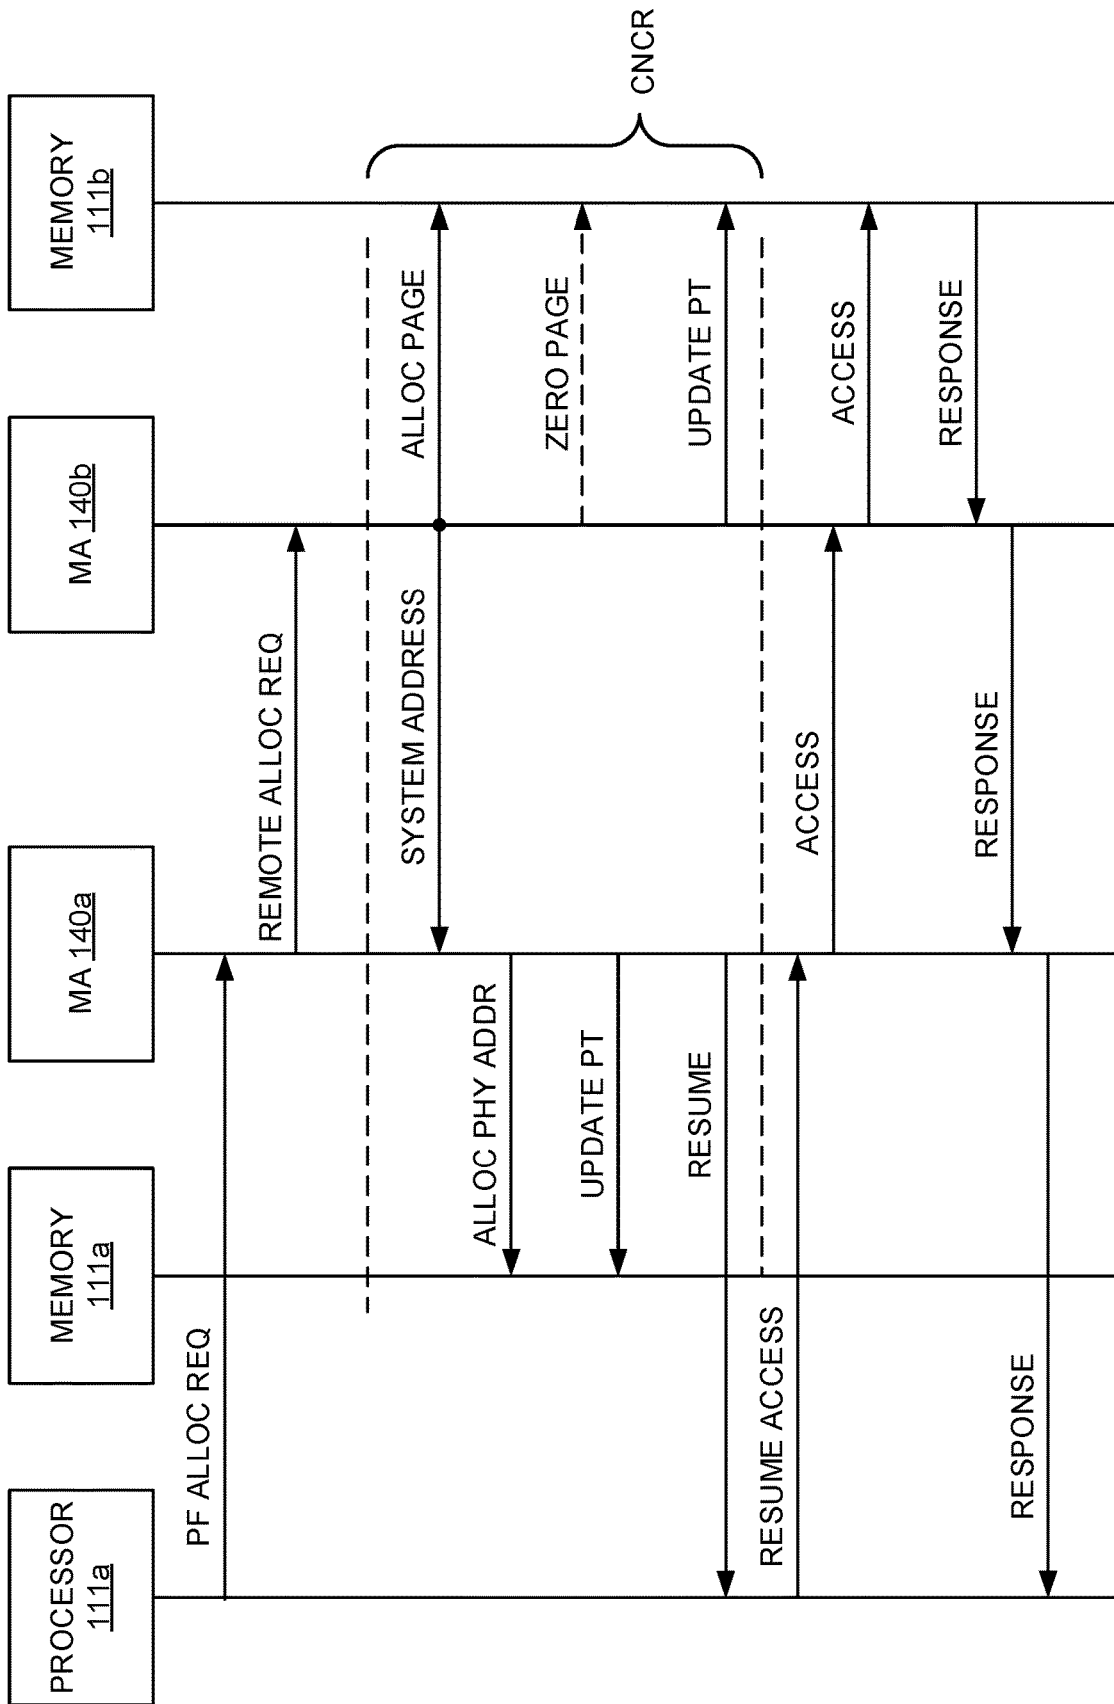 PROCESSOR
111a
MEMORY
111a
MA 140a
MA 140b
MEMORY
111b
PF ALLOC REQ
REMOTE ALLOC REQ
SYSTEM ADDRESS
ALLOC PAGE
ALLOC PHY ADDR
ZERO PAGE
UPDATE PT
RESUME
UPDATE PT
CNCR
RESUME ACCESS
ACCESS
ACCESS
RESPONSE
RESPONSE
RESPONSE